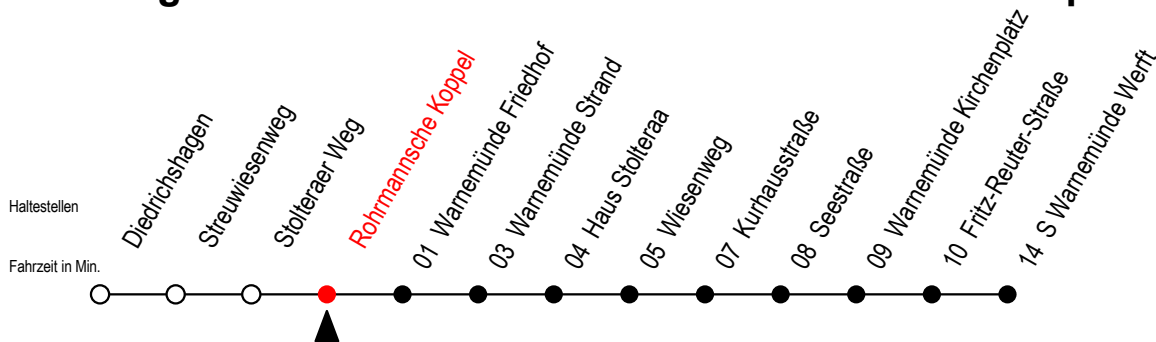 Haltestellen
Fahrzeit in Min.
Diedrichshagen
Streuwiesenweg
Stolteraer Weg
Rohrmannsche Koppel
01 Warnemünde Friedhof
03 Warnemünde Strand
04 Haus Stolteraa
05 Wiesenweg
07 Kurhausstraße
08 Seestraße
09 Warnemünde Kirchenplatz
10 Fritz-Reuter-Straße
14 S Warnemünde Werft